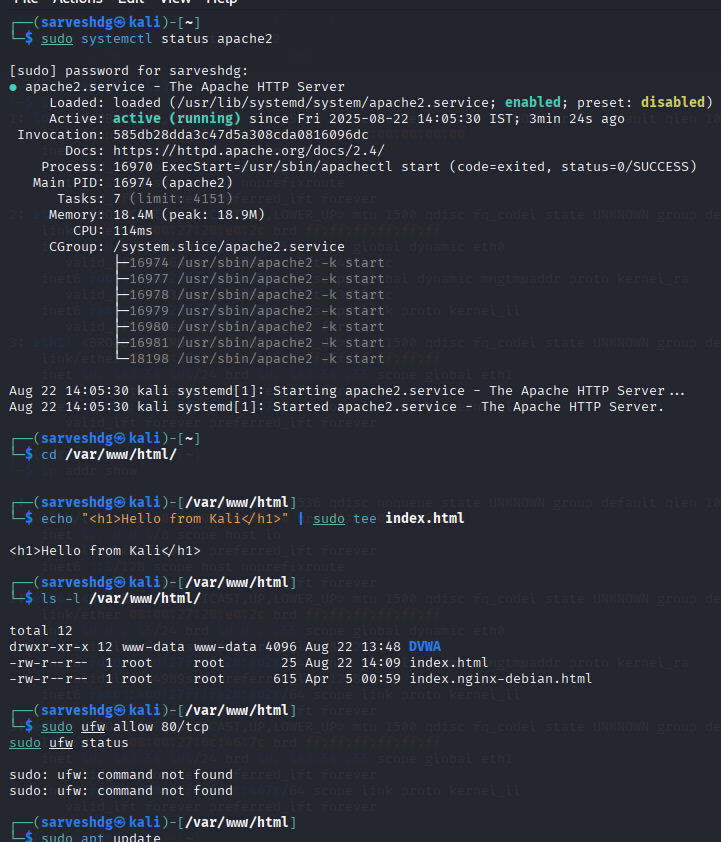 File Actions Edit View Help
┌──(sarveshdg㉿kali)-[~]
└─$ sudo systemctl status apache2
[sudo] password for sarveshdg:
● apache2.service - The Apache HTTP Server
Loaded: loaded (/usr/lib/systemd/system/apache2.service; enabled; preset: disabled)
Active: active (running) since Fri 2025-08-22 14:05:30 IST; 3min 24s ago
Invocation: 585db28dda3c47d5a308cda0816096dc
Docs: https://httpd.apache.org/docs/2.4/
Process: 16970 ExecStart=/usr/sbin/apachectl start (code=exited, status=0/SUCCESS)
Main PID: 16974 (apache2)
Tasks: 7 (limit: 4151)
Memory: 18.4M (peak: 18.9M)
CPU: 114ms
CGroup: /system.slice/apache2.service
├─16974 /usr/sbin/apache2 -k start
├─16977 /usr/sbin/apache2 -k start
├─16978 /usr/sbin/apache2 -k start
├─16979 /usr/sbin/apache2 -k start
├─16980 /usr/sbin/apache2 -k start
├─16981 /usr/sbin/apache2 -k start
└─18198 /usr/sbin/apache2 -k start
Aug 22 14:05:30 kali systemd[1]: Starting apache2.service - The Apache HTTP Server...
Aug 22 14:05:30 kali systemd[1]: Started apache2.service - The Apache HTTP Server.
┌──(sarveshdg㉿kali)-[~]
└─$ cd /var/www/html/
┌──(sarveshdg㉿kali)-[/var/www/html]
└─$ echo "<h1>Hello from Kali</h1>" | sudo tee index.html
<h1>Hello from Kali</h1>
┌──(sarveshdg㉿kali)-[/var/www/html]
└─$ ls -l /var/www/html/
total 12
drwxr-xr-x 12 www-data www-data 4096 Aug 22 13:48 DVWA
-rw-r--r-- 1 root root 25 Aug 22 14:09 index.html
-rw-r--r-- 1 root root 615 Apr 5 00:59 index.nginx-debian.html
┌──(sarveshdg㉿kali)-[/var/www/html]
└─$ sudo ufw allow 80/tcp
sudo ufw status
sudo: ufw: command not found
sudo: ufw: command not found
┌──(sarveshdg㉿kali)-[/var/www/html]
└─$ sudo apt update